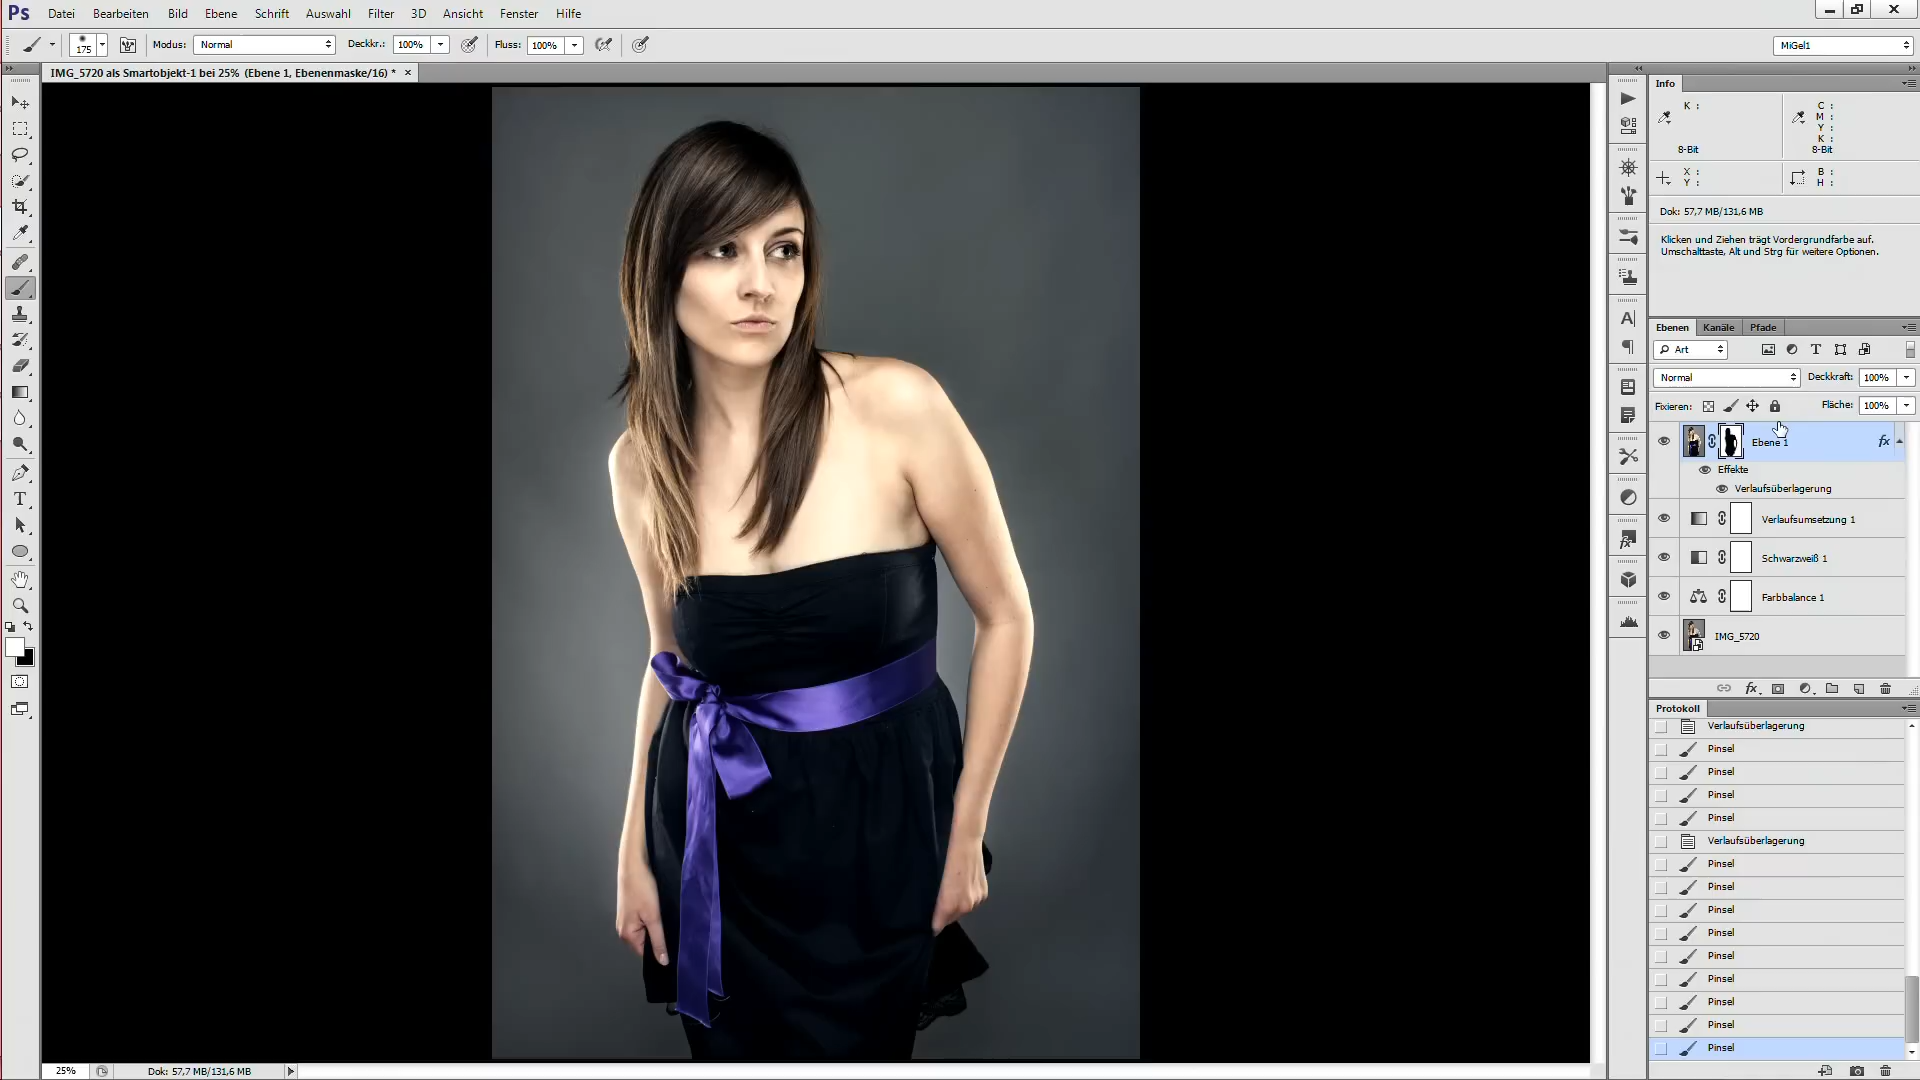 Ps Datei Bearbeiten Bild Ebene Schrift Auswahl Filter 3D Ansicht Fenster Hilfe
175 Modus: Normal Deckkr.: 100% Fluss: 100% MiGel1
IMG_5720 als Smartobjekt-1 bei 25% (Ebene 1, Ebenenmaske/16) * ×
Info
K : C :
M :
Y :
K :
8-Bit 8-Bit
X : B :
Y : H :
Dok: 57,7 MB/131,6 MB
Klicken und Ziehen trägt Vordergrundfarbe auf.
Umschalttaste, Alt und Strg für weitere Optionen.
Ebenen Kanäle Pfade
Art
Normal Deckkraft: 100%
Fixieren: Fläche: 100%
Ebene 1 fx
Effekte
Verlaufsüberlagerung
Verlaufsumsetzung 1
Schwarzweiß 1
Farbbalance 1
IMG_5720
fx
Protokoll
Verlaufsüberlagerung
Pinsel
Pinsel
Pinsel
Pinsel
Verlaufsüberlagerung
Pinsel
Pinsel
Pinsel
Pinsel
Pinsel
Pinsel
Pinsel
Pinsel
Pinsel
25% Dok: 57,7 MB/131,6 MB